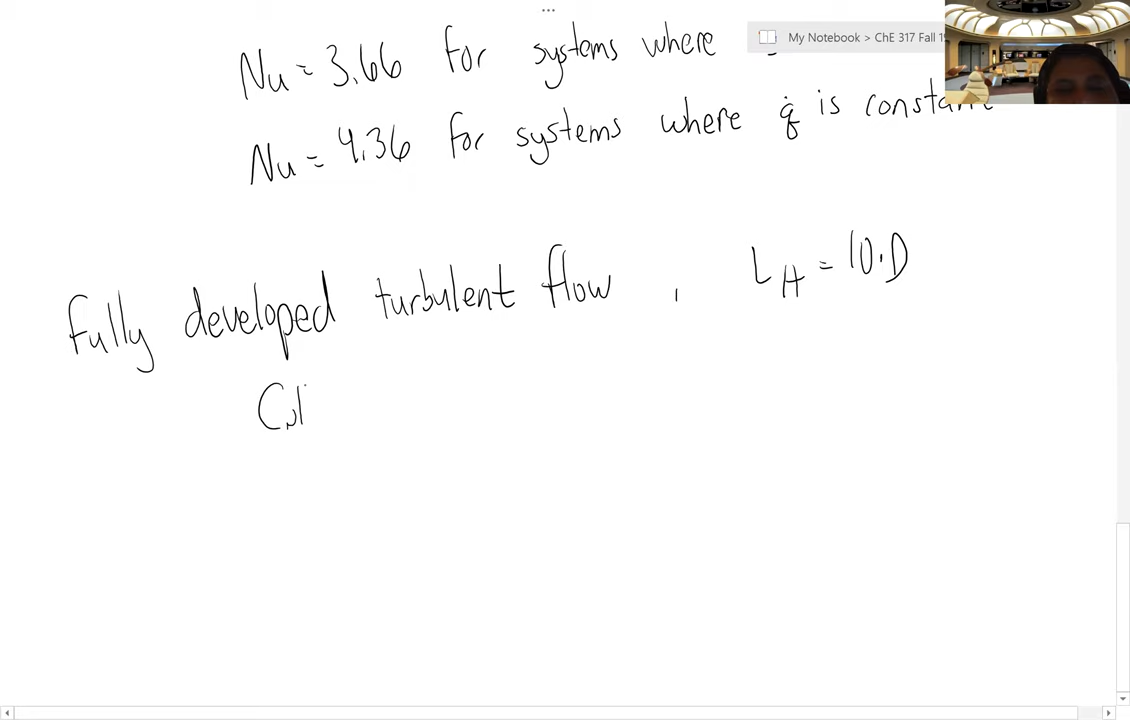 ...
My Notebook > ChE 317 Fall 19
Nu = 3.66 for systems where
Nu = 4.36 for systems where q̇ is constant
Fully developed turbulent flow , L_H = 10·D